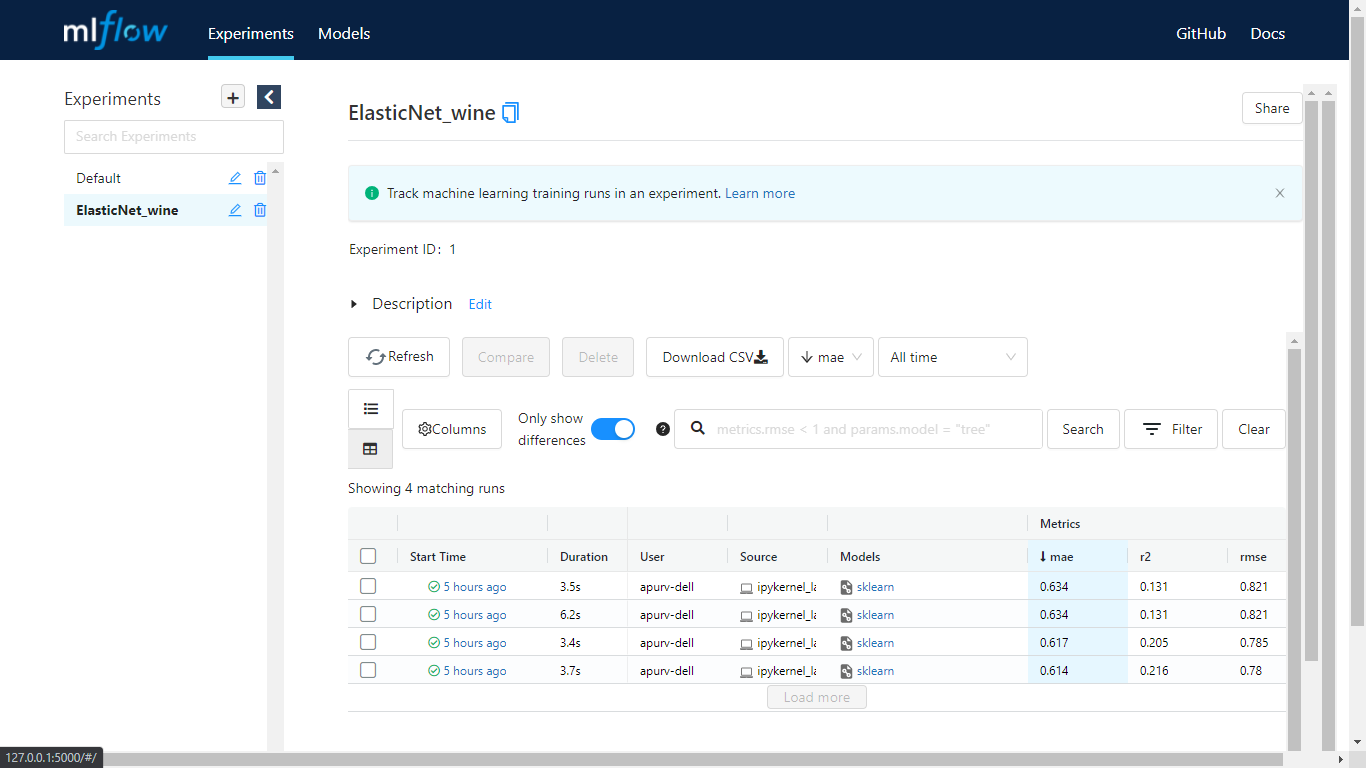 mlflow Experiments Models GitHub Docs
Experiments +
Search Experiments
Default
ElasticNet_wine
ElasticNet_wine Share
Track machine learning training runs in an experiment. Learn more
Experiment ID: 1
Description Edit
Refresh Compare Delete Download CSV mae All time
Columns Only show differences metrics.rmse < 1 and params.model = "tree" Search Filter Clear
Showing 4 matching runs
Metrics
Start Time Duration User Source Models ↓ mae r2 rmse
5 hours ago 3.5s apurv-dell ipykernel_la sklearn 0.634 0.131 0.821
5 hours ago 6.2s apurv-dell ipykernel_la sklearn 0.634 0.131 0.821
5 hours ago 3.4s apurv-dell ipykernel_la sklearn 0.617 0.205 0.785
5 hours ago 3.7s apurv-dell ipykernel_la sklearn 0.614 0.216 0.78
Load more
127.0.0.1:5000/#/